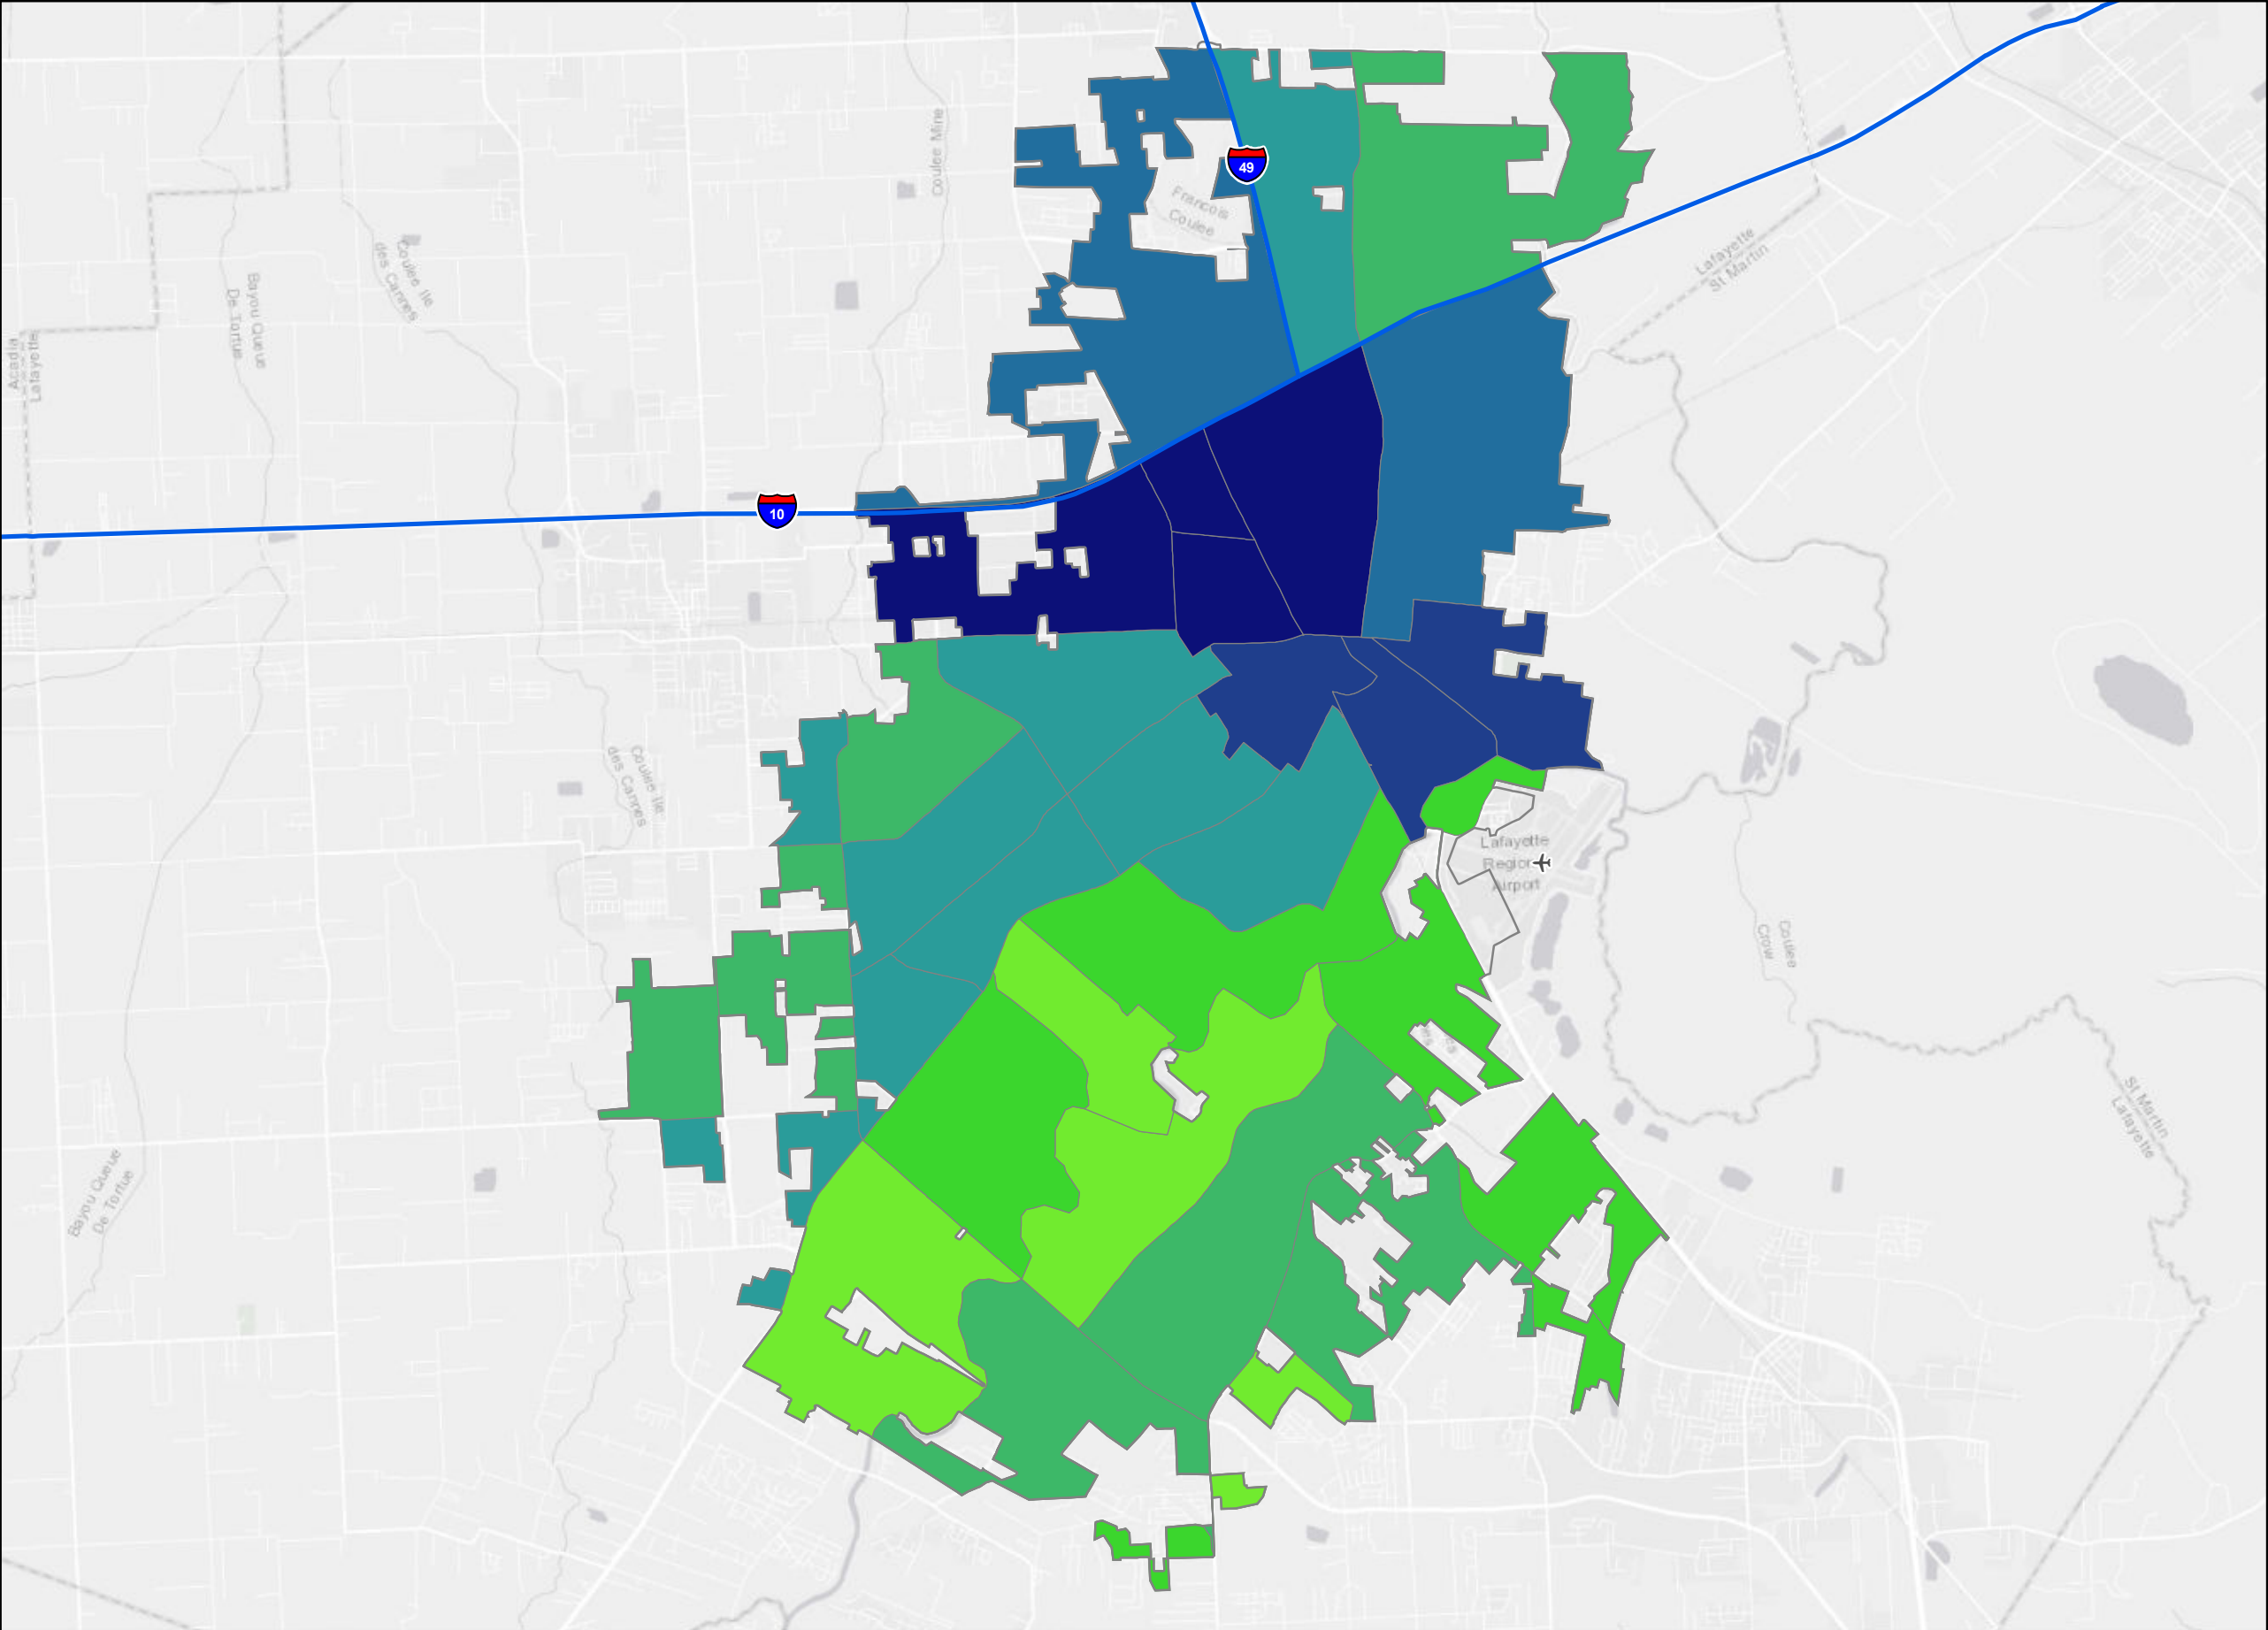 Coulee Mine
49
Francois
Coulee
Coulee Ile
des Cannes
Bayou Queue
De Tortue
Lafayette
St Martin
Acadia
Lafayette
10
Coulee Ile
des Cannes
Lafayette
Region
Airport
Coulee
Crow
St Martin
Lafayette
Bayou Queue
De Tortue